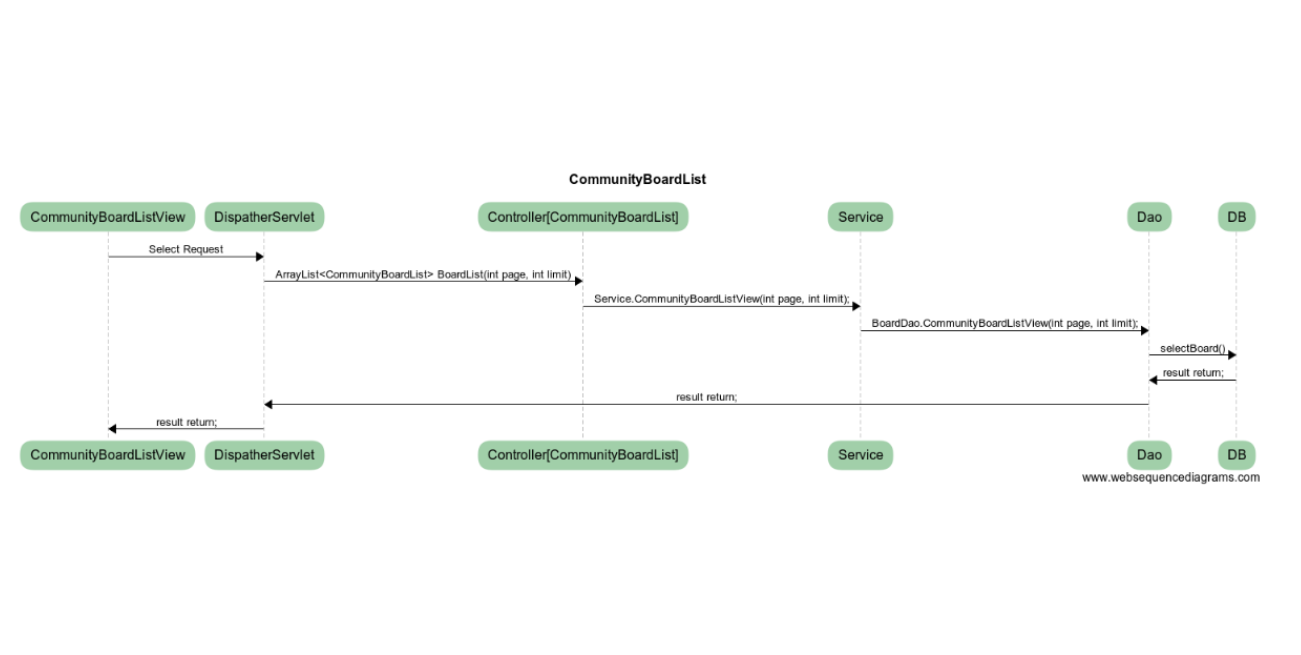 CommunityBoardList
CommunityBoardListView DispatherServlet Controller[CommunityBoardList] Service Dao DB
Select Request
ArrayList<CommunityBoardList> BoardList(int page, int limit)
Service.CommunityBoardListView(int page, int limit);
BoardDao.CommunityBoardListView(int page, int limit);
selectBoard()
result return;
result return;
result return;
CommunityBoardListView DispatherServlet Controller[CommunityBoardList] Service Dao DB
www.websequencediagrams.com